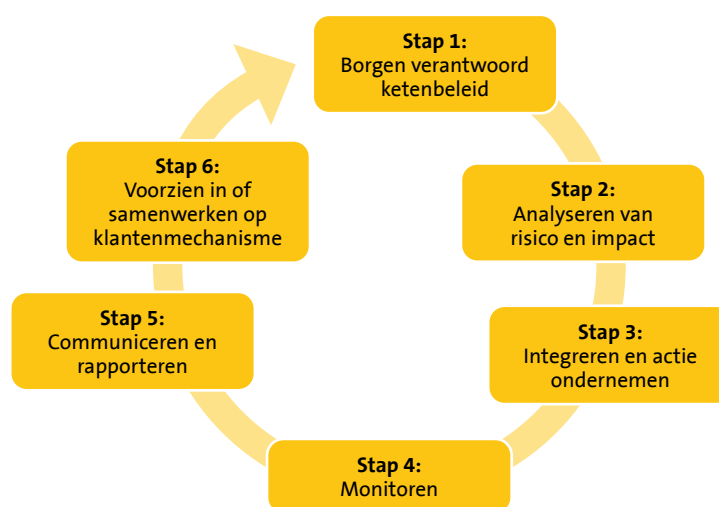 Stap 1:
Borgen verantwoord
ketenbeleid
Stap 2:
Analyseren van
risico en impact
Stap 3:
Integreren en actie
ondernemen
Stap 4:
Monitoren
Stap 5:
Communiceren en
rapporteren
Stap 6:
Voorzien in of
samenwerken op
klantenmechanisme